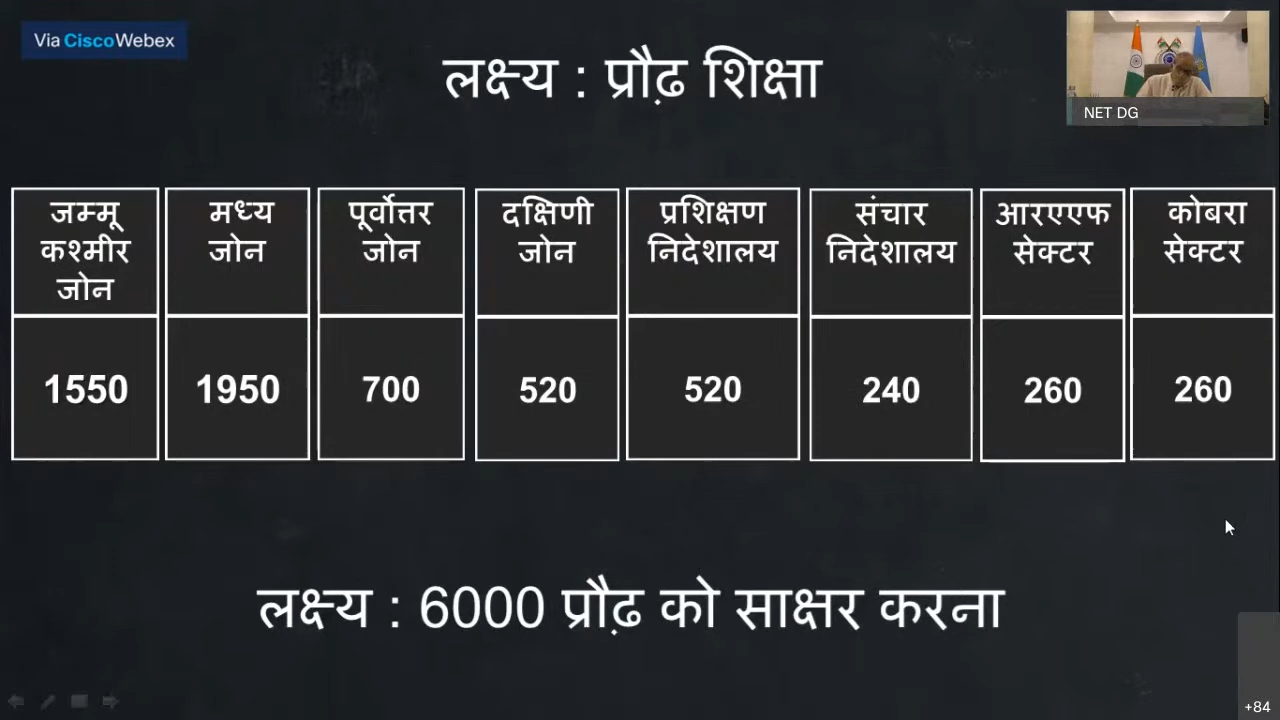 Via CiscoWebex
लक्ष्य : प्रौढ़ शिक्षा
NET DG
जम्मू कश्मीर जोन
मध्य जोन
पूर्वोत्तर जोन
दक्षिणी जोन
प्रशिक्षण निदेशालय
संचार निदेशालय
आरएएफ सेक्टर
कोबरा सेक्टर
1550
1950
700
520
520
240
260
260
लक्ष्य : 6000 प्रौढ़ को साक्षर करना
+84